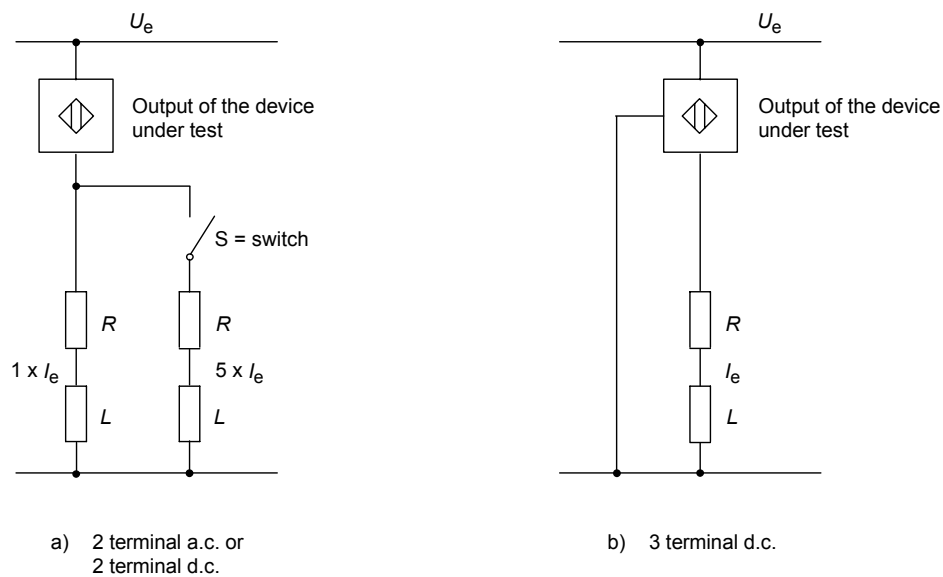 Ue
Output of the device
under test
S = switch
R
R
1 x Ie
5 x Ie
L
L
a) 2 terminal a.c. or
2 terminal d.c.
Ue
Output of the device
under test
R
Ie
L
b) 3 terminal d.c.